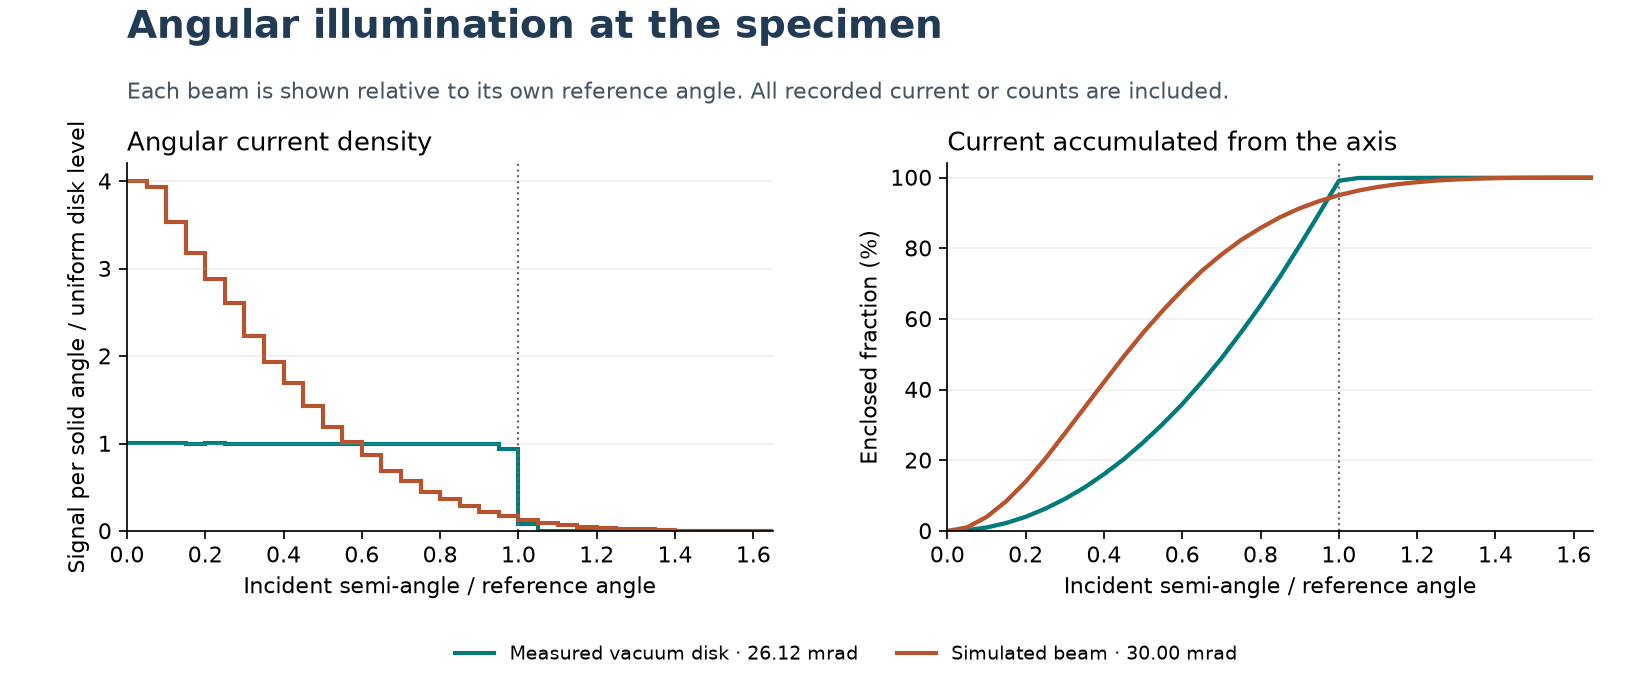 Angular illumination at the specimen
Each beam is shown relative to its own reference angle. All recorded current or counts are included.
Angular current density
Signal per solid angle / uniform disk level
4
3
2
1
0
0.0 0.2 0.4 0.6 0.8 1.0 1.2 1.4 1.6
Incident semi-angle / reference angle
Current accumulated from the axis
Enclosed fraction (%)
100
80
60
40
20
0
0.0 0.2 0.4 0.6 0.8 1.0 1.2 1.4 1.6
Incident semi-angle / reference angle
Measured vacuum disk · 26.12 mrad
Simulated beam · 30.00 mrad